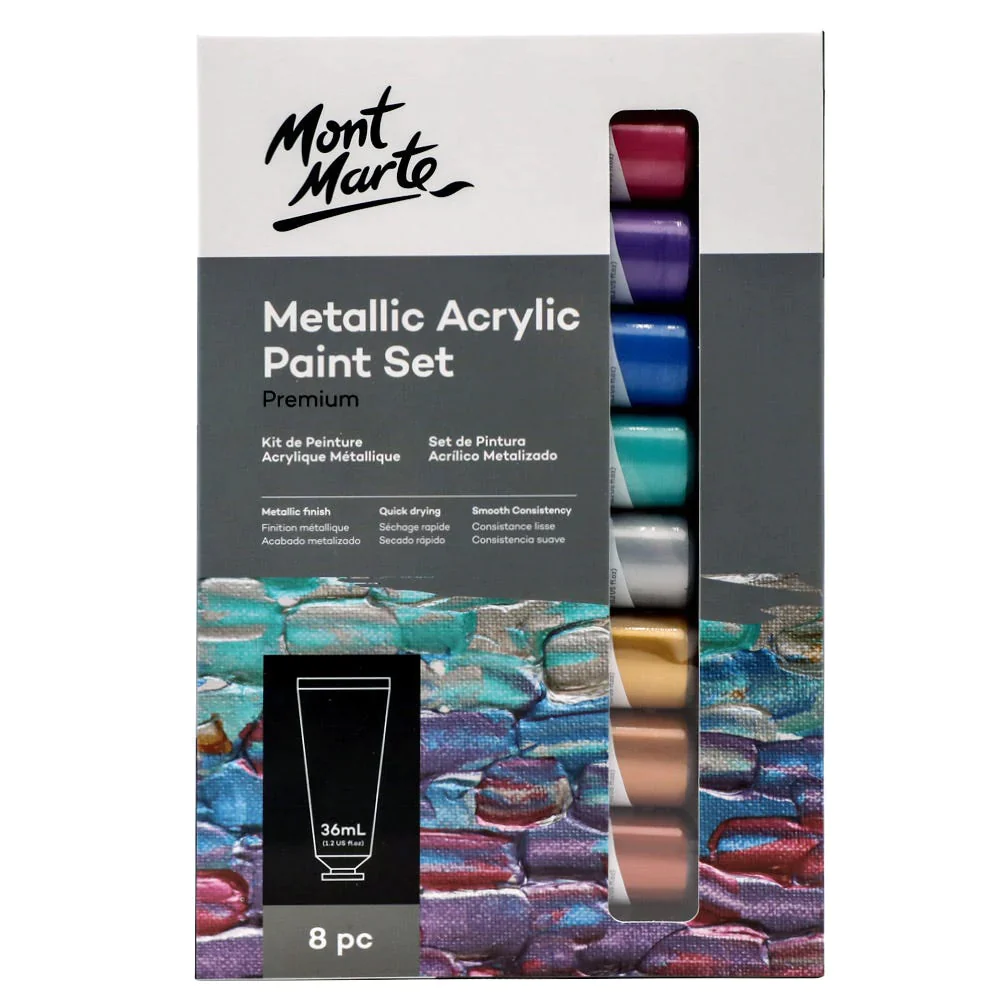 Mont
Marte
Metallic Acrylic
Paint Set
Premium
Kit de Peinture
Acrylique Métallique
Set de Pintura
Acrílico Metalizado
Metallic finish
Finition métallique
Acabado metalizado
Quick drying
Séchage rapide
Secado rápido
Smooth Consistency
Consistance lisse
Consistencia suave
36mL
(1.2 US fl.oz)
8 pc